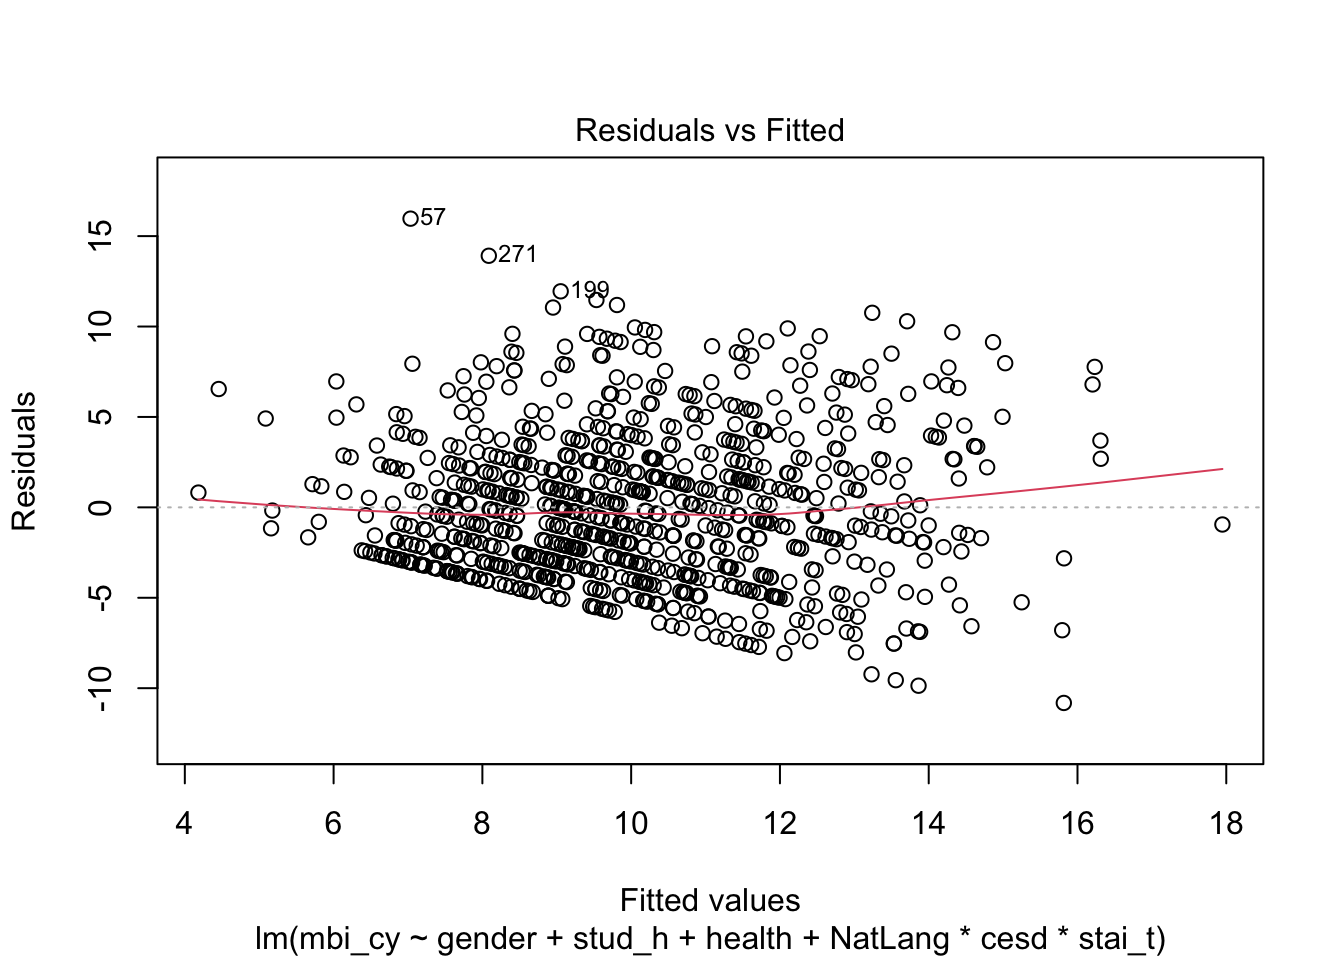 Residuals vs Fitted
57
271
199
15
10
5
0
-5
-10
Residuals
4 6 8 10 12 14 16 18
Fitted values
lm(mbi_cy ~ gender + stud_h + health + NatLang * cesd * stai_t)